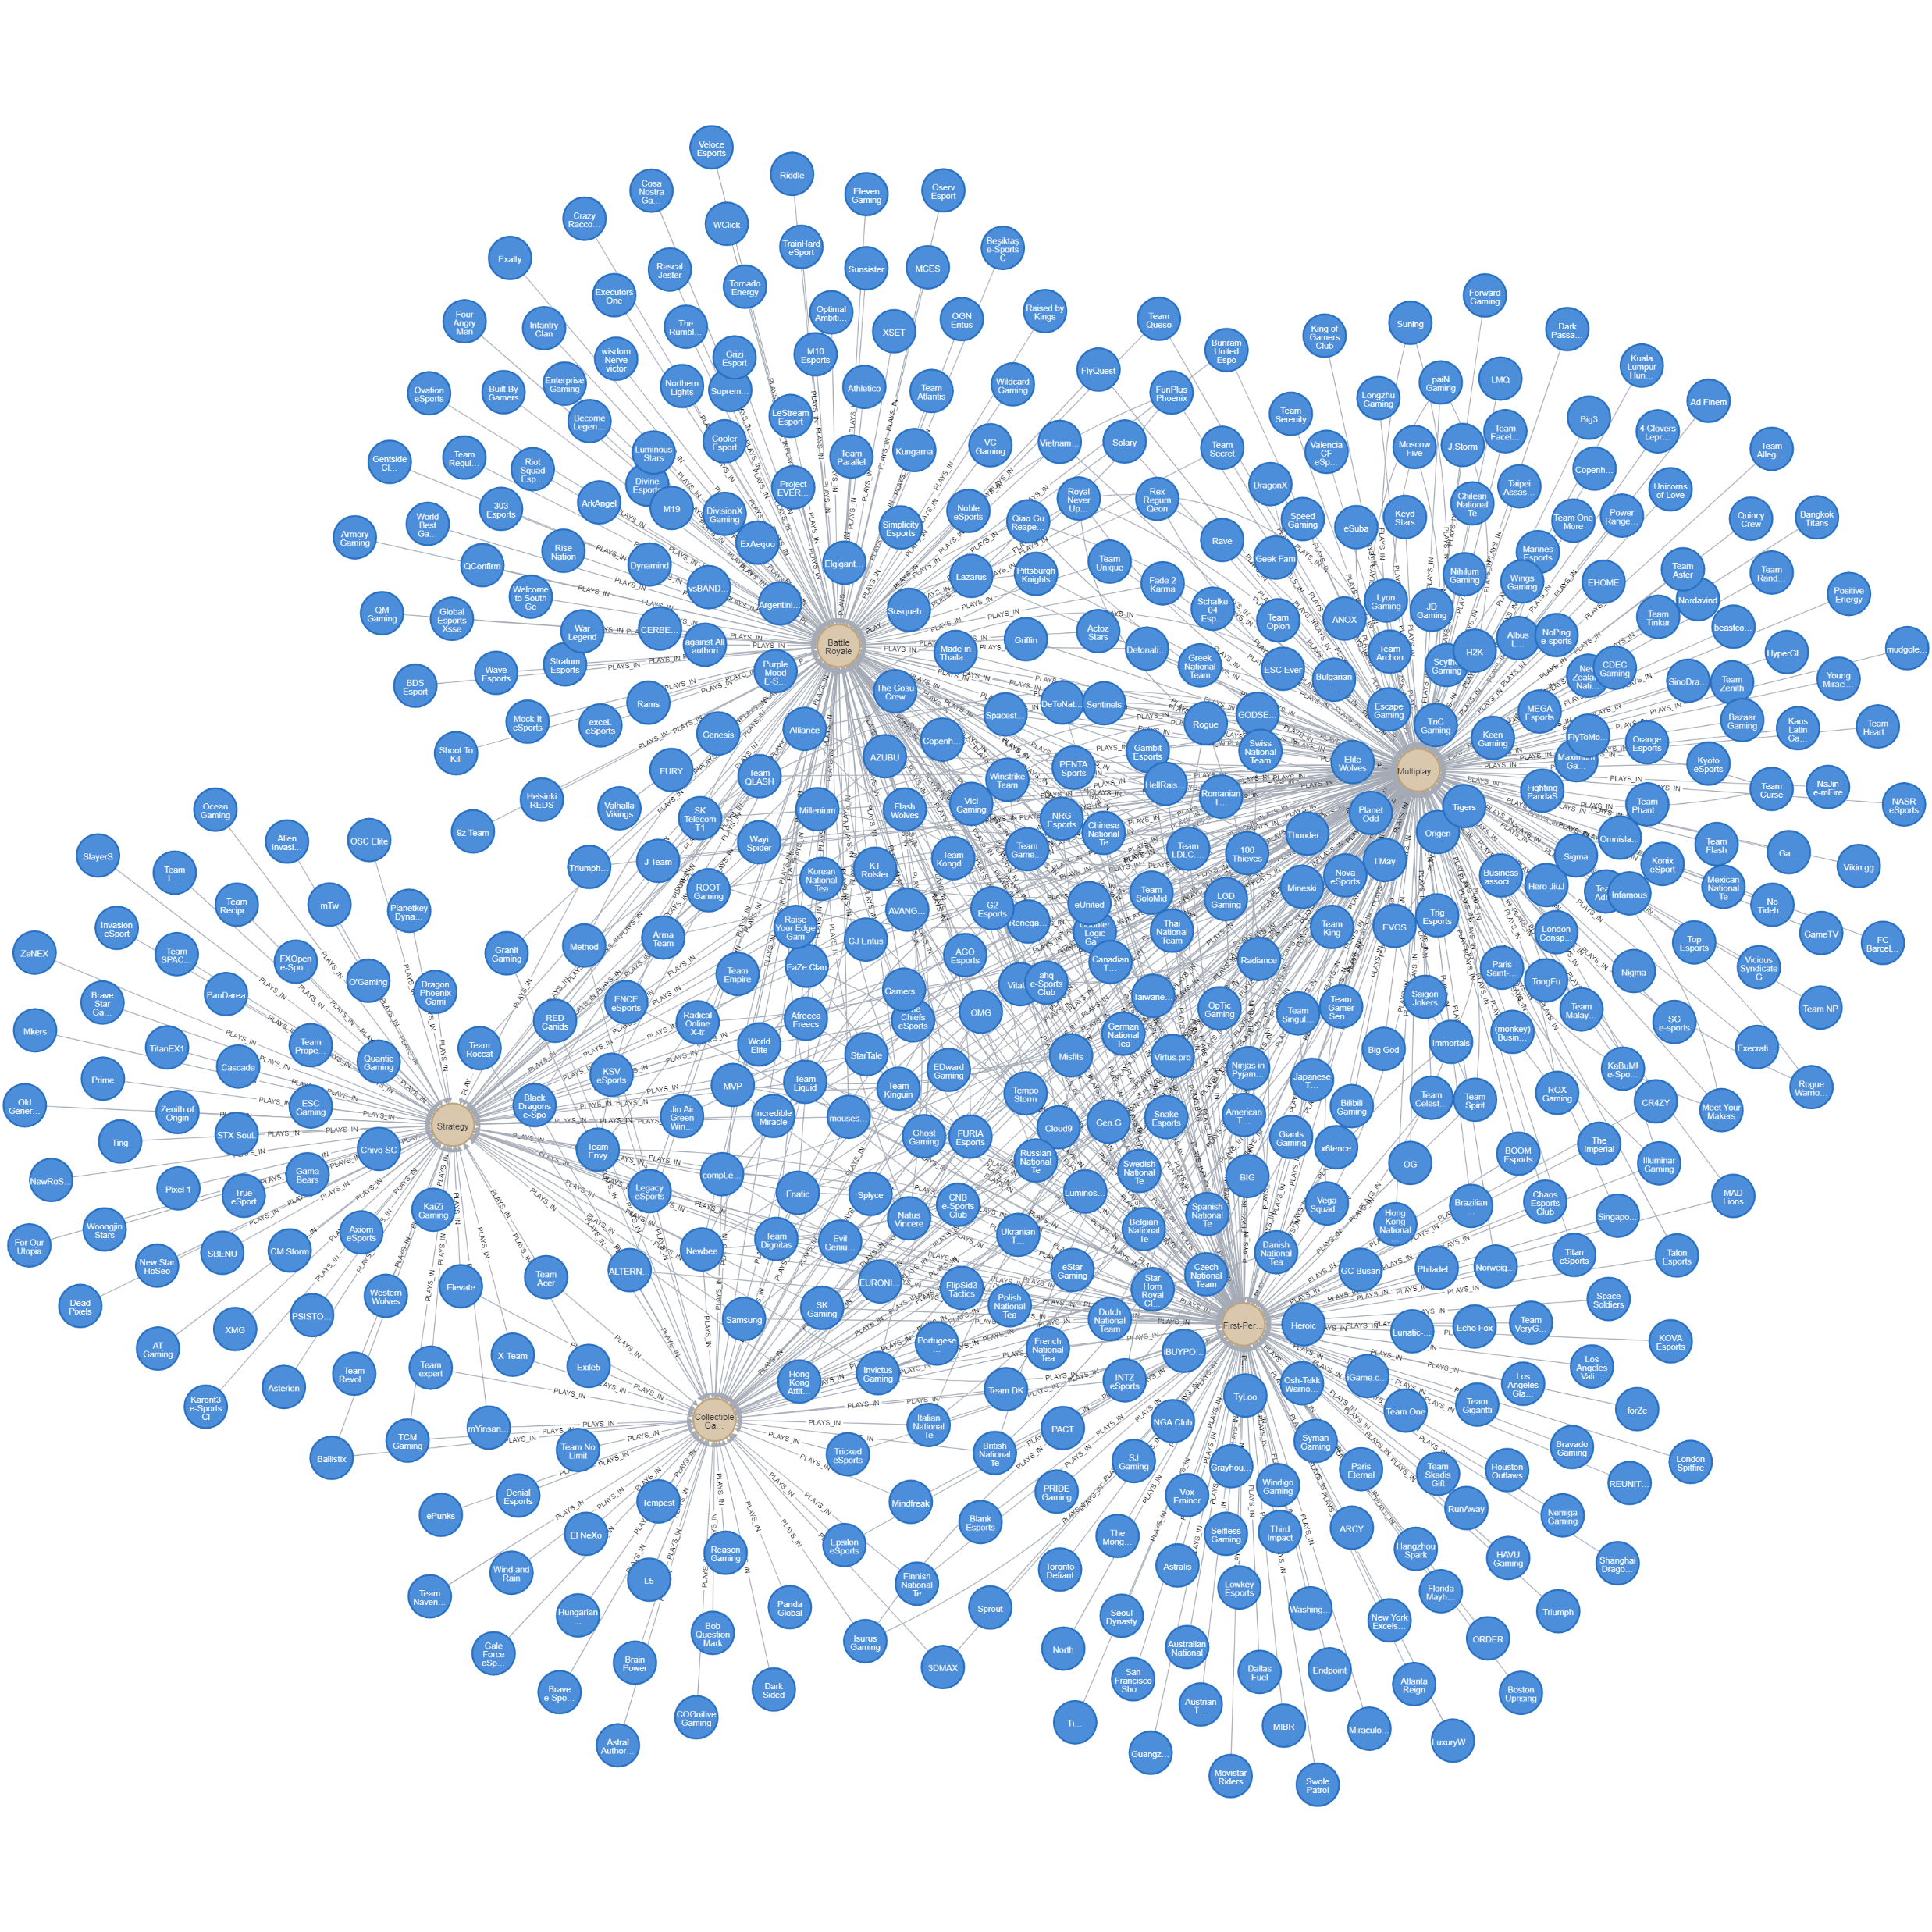 Veloce
Esports
Riddle
Cosa
Nostra
Ga...
Eleven
Gaming
Oserv
Esport
Crazy
Racco...
WClick
TrainHard
eSport
Beşiktaş
e-Sports
C
Exalty
Rascal
Jester
Sunsister
MCES
Tornado
Energy
Executors
One
Forward
Gaming
Four
Angry
Men
Infantry
Clan
The
Rumbl...
Optimal
Ambiti...
XSET
OGN
Entus
Raised by
Kings
Team
Queso
King of
Gamers
Club
Suning
Dark
Passa...
Buriram
United
Espo
wisdom
Nerve
victor
Grizi
Esport
M10
Esports
FlyQuest
Kuala
Lumpur
Hun...
Ovation
eSports
Built By
Gamers
Enterprise
Gaming
Northern
Lights
Suprem...
Athletico
Team
Atlantis
Wildcard
Gaming
FunPlus
Phoenix
Longzhu
Gaming
paiN
Gaming
LMQ
Ad Finem
Become
Legen...
LeStream
Esport
Team
Serenity
Big3
4 Clovers
Lepr...
Gentside
Cl...
Team
Requi...
Riot
Squad
Esp...
Luminous
Stars
Cooler
Esport
Team
Parallel
Kungarna
VC
Gaming
Vietnam...
Solary
Team
Secret
Valencia
CF
eSp...
Moscow
Five
J.Storm
Team
Facel...
Team
Allegi...
Copenh...
303
Esports
ArkAngel
Divine
Esports
M19
DivisionX
Gaming
Project
EVER...
Noble
eSports
Royal
Never
Up...
Rex
Regum
Qeon
DragonX
Chilean
National
Te
Taipei
Assas...
Unicorns
of Love
World
Best
Ga...
Armory
Gaming
Simplicity
Esports
Qiao Gu
Reape...
Speed
Gaming
eSuba
Keyd
Stars
Team One
More
Power
Range...
Quincy
Crew
Bangkok
Titans
Rise
Nation
ExAequo
Rave
Marines
Esports
QConfirm
Dynamind
Elgigant...
Lazarus
Pittsburgh
Knights
Team
Unique
Geek Fam
Nihilum
Gaming
Wings
Gaming
EHOME
Team
Aster
Team
Rand...
Welcome
to South
Ge
vsBAND...
Argentini...
Susqueh...
Fade 2
Karma
Schalke
04
Esp...
Lyon
Gaming
JD
Gaming
Nordavind
Positive
Energy
QM
Gaming
Global
Esports
Xsse
War
Legend
CERBE...
against All
authori
Battle
Royale
Made in
Thaila...
Griffin
Actoz
Stars
Detonati...
Team
Opion
ANOX
Team
Archon
Albus
L...
NoPing
e-sports
Team
Tinker
beastco...
Stratum
Esports
H2K
mudgole...
BDS
Esport
Wave
Esports
Purple
Mood
E-S...
Greek
National
Team
ESC Ever
Bulgarian
...
Scythe
Gaming
CDEC
Gaming
HyperGl...
The Gosu
Crew
SinoDra...
Team
Zenith
Young
Miracl...
Mock-It
eSports
exceL
eSports
Rams
Spacest...
DeToNat...
Sentinels
Rogue
GODSE...
Escape
Gaming
MEGA
Esports
Bazaar
Gaming
Kaos
Latin
Ga...
Team
Heart...
Shoot To
Kill
Genesis
Alliance
Copenh...
TnC
Gaming
Keen
Gaming
FlyToMo...
Orange
Esports
AZUBU
Gambit
Esports
Swiss
National
Team
Elite
Wolves
Multiplay...
Maximum
Ga...
Kyoto
eSports
FURY
Team
QLASH
PENTA
Sports
HellRais...
Winstrike
Team
Fighting
PandaS
Team
Curse
NaJin
e-mFire
Ocean
Gaming
Helsinki
REDS
Valhalla
Vikings
SK
Telecom
T1
Millenium
Flash
Wolves
Vici
Gaming
Romanian
T...
Team
Phant...
NASR
eSports
Alien
Invasi...
OSC Elite
9z Team
Wayi
Spider
NRG
Esports
Chinese
National
Te
Thunder...
Planet
Odd
Tigers
Origen
Omnisla...
Team
Flash
Ga...
SlayerS
Team
L...
Triumph...
J Team
Team
Kongd...
Team
Game...
Team
LDLC...
100
Thieves
I May
Sigma
Konix
eSport
Vikin.gg
KT
Rolster
Korean
National
Tea
Nova
eSports
Mineski
Business
associ...
Hero JiuJ
Mexican
National
Te
ROOT
Gaming
Team
SoloMid
LGD
Gaming
Infamous
No
Tideh...
Planetkey
Dyna...
mTw
Team
Recipr...
AVANG...
G2
Esports
eUnited
Trig
Esports
Invasion
eSport
Raise
Your Edge
Gam
Renega...
Counter
Logic
Ga...
Thai
National
Team
Team
King
EVOS
London
Consp...
Top
Esports
GameTV
FC
Barcel...
ZeNEX
Team
SPAC...
FXOpen
e-Spo...
Granit
Gaming
Method
Arma
Team
CJ Entus
AGO
Esports
Canadian
T...
Radiance
Paris
Saint-...
Nigma
Vicious
Syndicate
G
PanDarea
O'Gaming
Dragon
Phoenix
Gami
Team
Empire
FaZe Clan
TongFu
Brave
Star
Ga...
ENCE
eSports
Gamers...
ahq
e-Sports
Club
Taiwane...
Saigon
Jokers
Team
Malay...
Team NP
Mkers
RED
Canids
Radical
Online
X-tr
Afreeca
Freecs
OMG
OpTic
Gaming
Team
Singul...
Team
Gamer
Sen...
SG
e-sports
TitanEX1
Team
Prope...
Quantic
Gaming
Team
Roccat
World
Elite
StarTale
German
National
Tea
(monkey)
Busin...
Immortals
Execrati...
Cascade
KSV
eSports
EDward
Gaming
Misfits
Virtus.pro
Ninjas in
Pyjam...
Japanese
T...
Big God
KaBuM!
e-Spo...
Rogue
Warrio...
Prime
MVP
Team
Liquid
Team
Kinguin
Tempo
Storm
ROX
Gaming
Old
Gener...
Zenith of
Origin
ESC
Gaming
Strategy
Black
Dragons
e-Spo
Jin Air
Green
Win...
Incredible
Miracle
mouses...
Bilibili
Gaming
Team
Celest...
Team
Spirit
CR4ZY
Meet Your
Makers
Ting
STX SouL
Chivo SC
Cloud9
Gen.G
Snake
Esports
American
T...
Giants
Gaming
x6tence
The
Imperial
Team
Envy
Ghost
Gaming
FURIA
Esports
Russian
National
Te
BOOM
Esports
Illuminar
Gaming
NewRoS...
Pixel 1
Gama
Bears
True
eSport
Legacy
eSports
compLe...
Swedish
National
Te
BIG
OG
MAD
Lions
Fnatic
Splyce
Luminos...
Vega
Squad...
Brazilian
...
Chaos
Esports
Club
Woongjin
Stars
KaiZi
Gaming
CNB
e-Sports
Club
Natus
Vincere
Spanish
National
Te
Hong
Kong
National
Singapo...
For Our
Utopia
SBENU
CM Storm
Axiom
eSports
Newbee
Team
Dignitas
Evil
Geniu...
Ukranian
T...
Belgian
National
Te
Danish
National
Tea
Titan
eSports
Talon
Esports
New Star
HoSeo
ALTERN...
EURONI...
FlipSid3
Tactics
eStar
Gaming
Czech
National
Team
GC Busan
Philadel...
Norweig...
Dead
Pixels
Western
Wolves
Elevate
Team
Acer
Star
Horn
Royal
Cl...
Space
Soldiers
XMG
PSISTO...
Samsung
SK
Gaming
Polish
National
Tea
Dutch
National
Team
First-Per...
Heroic
Lunatic-...
Echo Fox
Team
VeryG...
KOVA
Esports
AT
Gaming
X-Team
Exile5
Portugese
...
French
National
Tea
iBUYPO...
Los
Angeles
Vali...
Team
Revol...
Team
expert
Hong
Kong
Attit...
Invictus
Gaming
Team DK
INTZ
eSports
Osh-Tekk
Warrio...
iGame.c...
Los
Angeles
Gla...
Asterion
Karont3
e-Sports
Cl
Collectible
Ga...
TyLoo
Team One
Team
Gigantti
forZe
TCM
Gaming
mYinsan...
Italian
National
Te
PACT
NGA Club
Syman
Gaming
Bravado
Gaming
Ballistix
Team No
Limit
Tricked
eSports
British
National
Te
SJ
Gaming
Grayhou...
Paris
Eternal
London
Spitfire
Denial
Esports
Tempest
Mindfreak
PRIDE
Gaming
Vox
Eminor
Windigo
Gaming
Team
Skadis
Gift
Houston
Outlaws
REUNIT...
ePunks
Blank
Esports
RunAway
Nemiga
Gaming
El NeXo
Reason
Gaming
Epsilon
eSports
The
Mong...
Selfless
Gaming
Third
Impact
ARCY
Hangzhou
Spark
HAVU
Gaming
Shanghai
Drago...
Wind and
Rain
L5
Toronto
Defiant
Astralis
Team
Naven...
Finnish
National
Te
Lowkey
Esports
Florida
Mayh...
Hungarian
...
Panda
Global
Sprout
Seoul
Dynasty
Washing...
New York
Excels...
Triumph
Gale
Force
eSp...
Bob
Question
Mark
Isurus
Gaming
North
Australian
National
ORDER
Brain
Power
3DMAX
San
Francisco
Sho...
Dallas
Fuel
Endpoint
Atlanta
Reign
Brave
e-Spo...
Dark
Sided
Boston
Uprising
COGnitive
Gaming
Austrian
T...
Ti...
MIBR
Miraculo...
Astral
Author...
Guangz...
LuxuryW...
Movistar
Riders
Swole
Patrol
PLAYS_IN